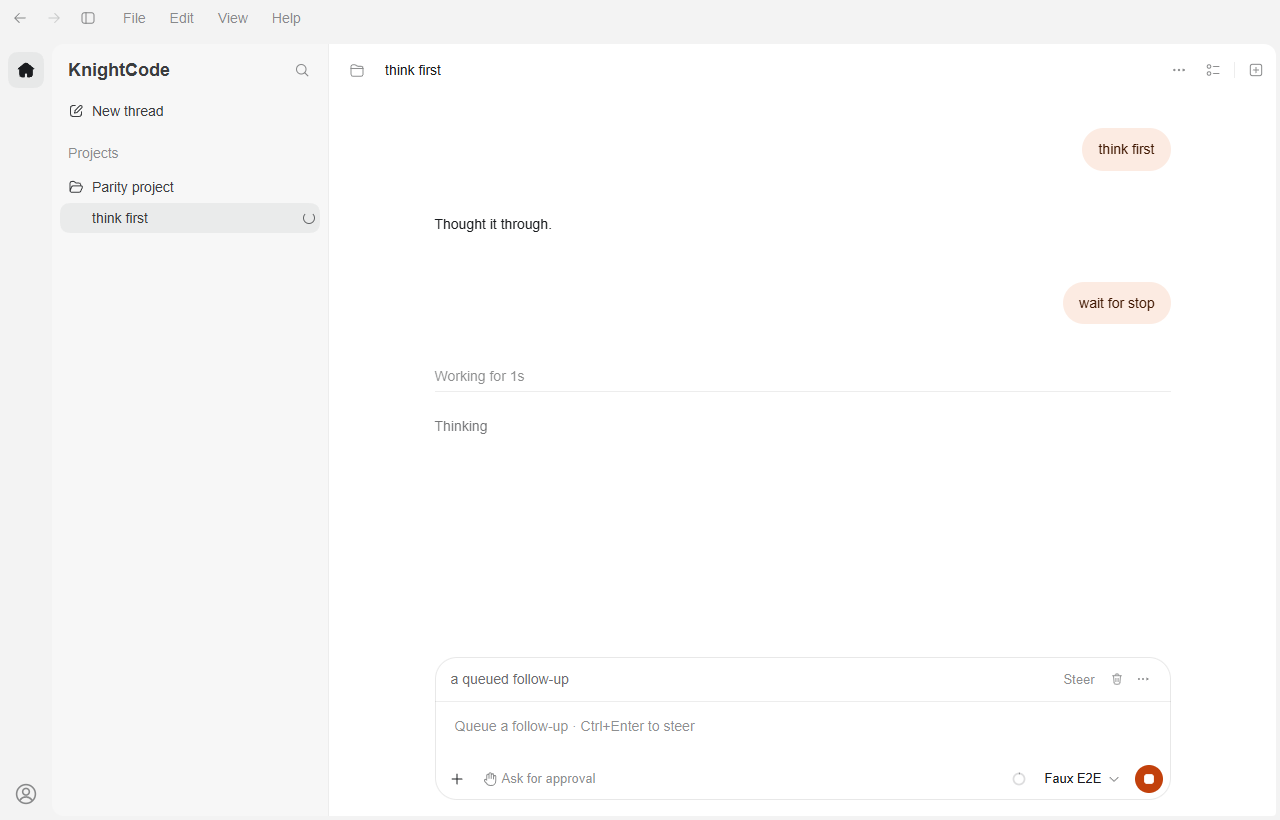 File Edit View Help
KnightCode
New thread
Projects
Parity project
think first
think first
think first
Thought it through.
wait for stop
Working for 1s
Thinking
a queued follow-up Steer
Queue a follow-up · Ctrl+Enter to steer
Ask for approval Faux E2E